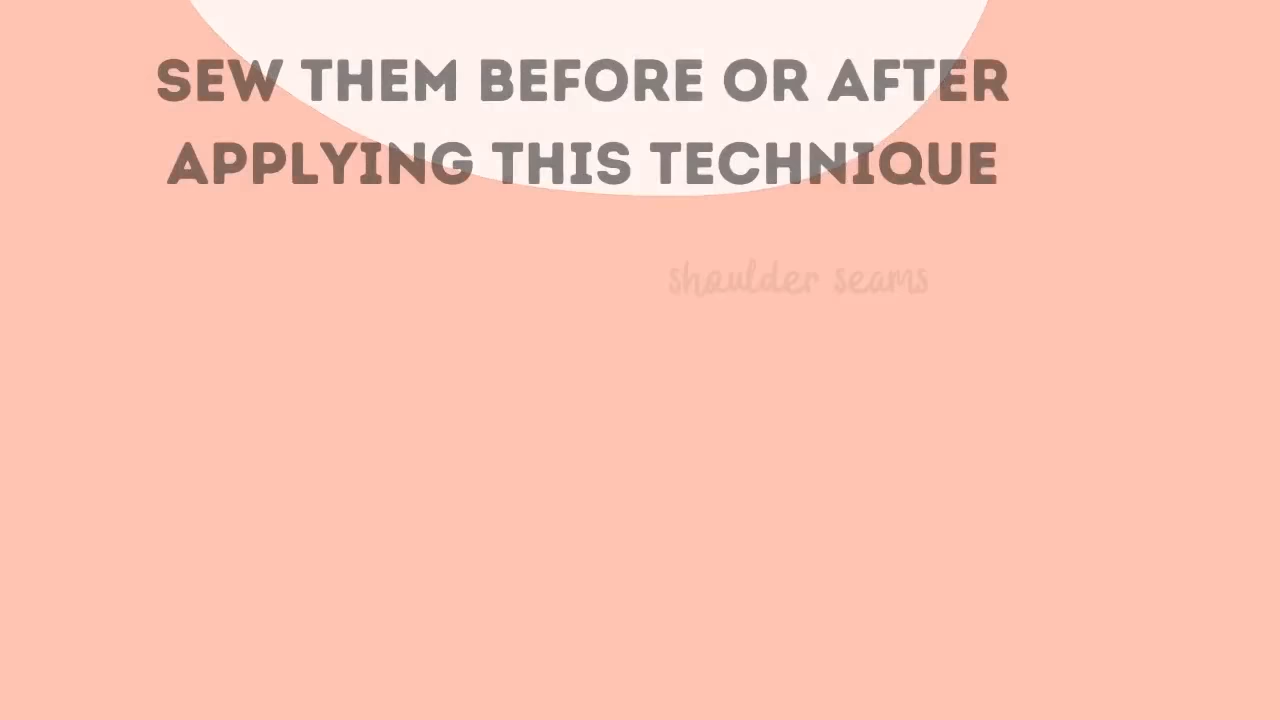 SEW THEM BEFORE OR AFTER
APPLYING THIS TECHNIQUE
shoulder seams